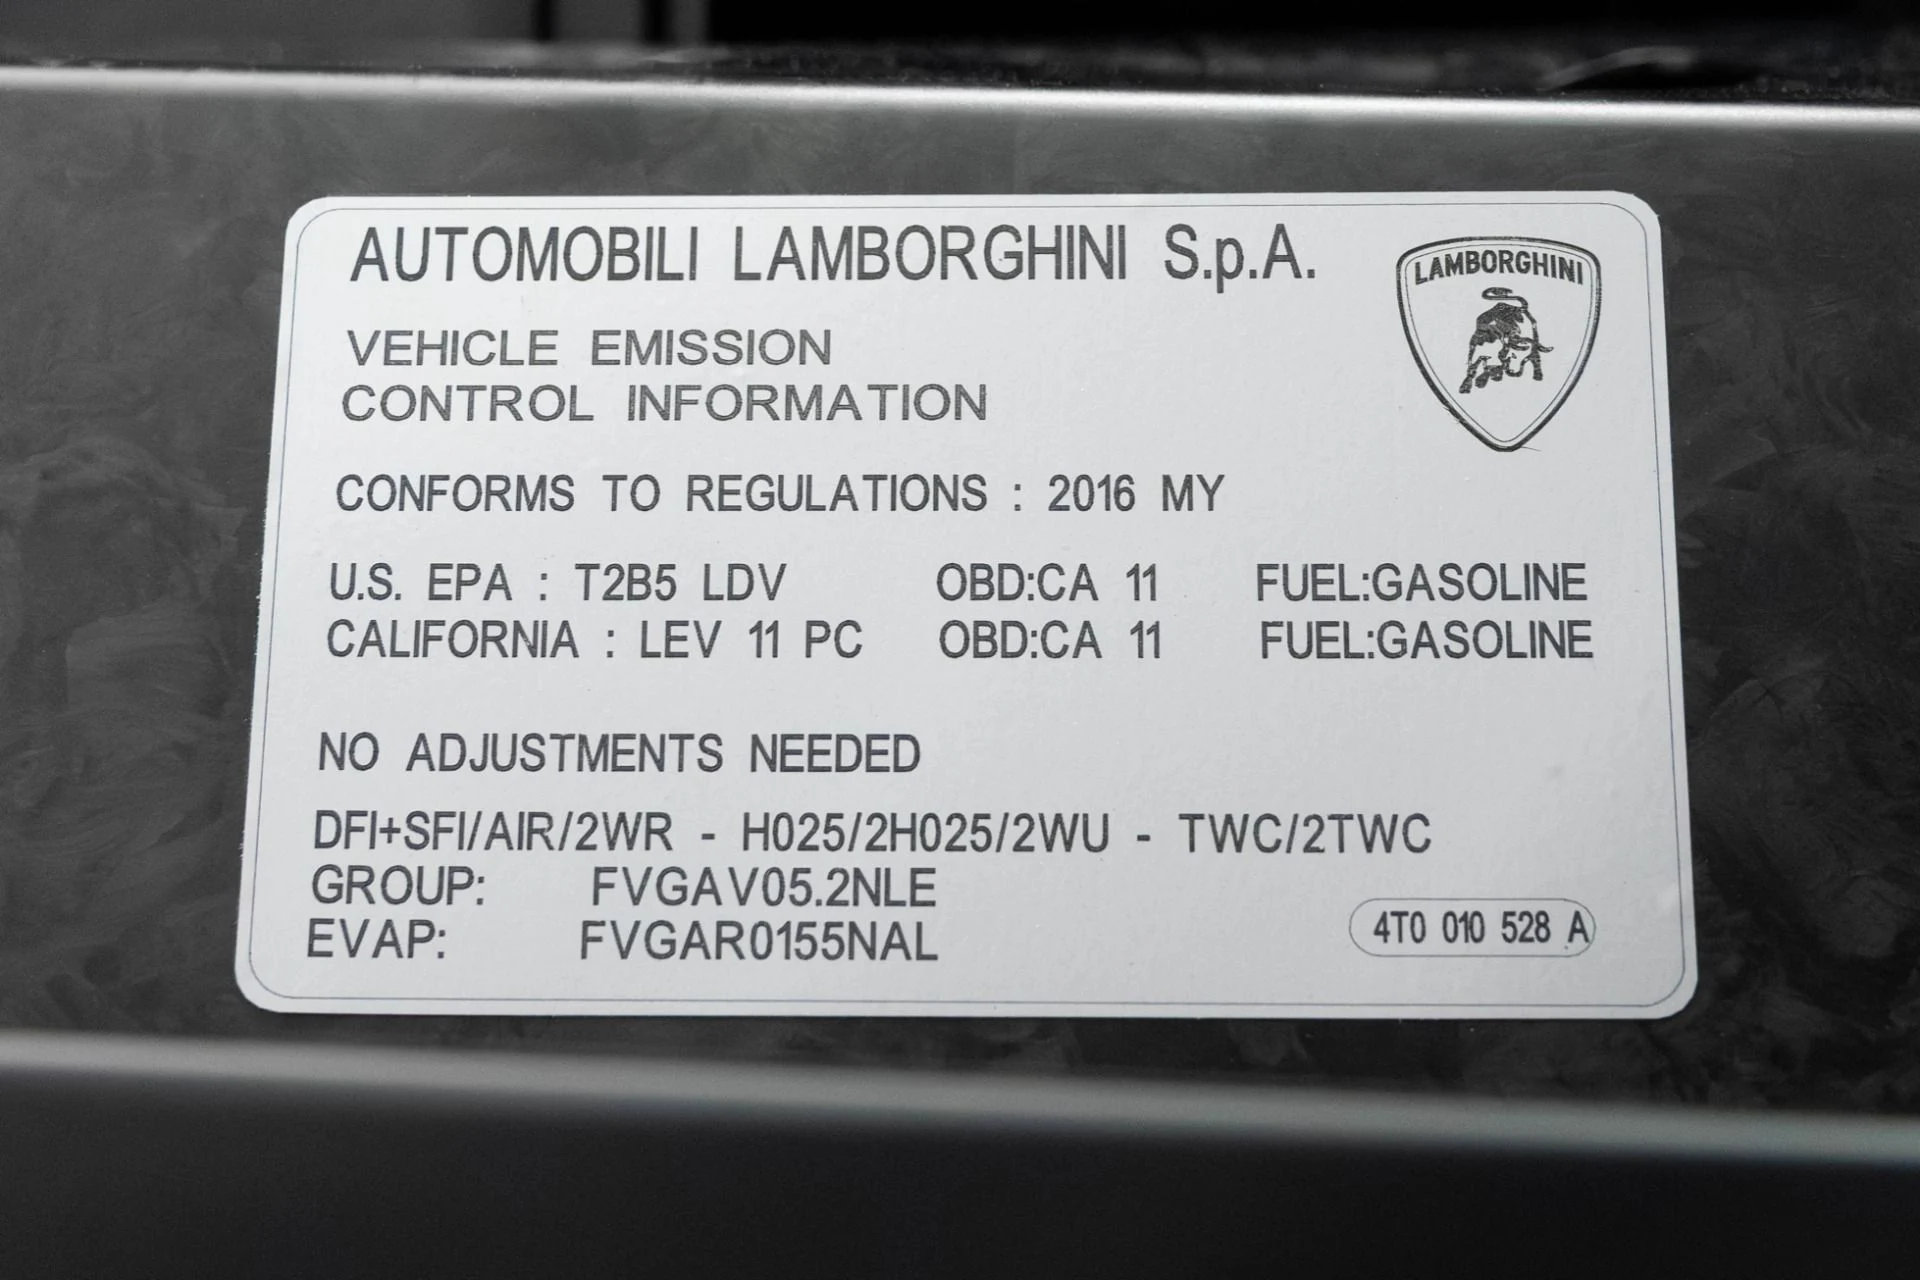 AUTOMOBILI LAMBORGHINI S.p.A.
LAMBORGHINI
VEHICLE EMISSION
CONTROL INFORMATION
CONFORMS TO REGULATIONS : 2016 MY
U.S. EPA : T2B5 LDV OBD:CA 11 FUEL:GASOLINE
CALIFORNIA : LEV 11 PC OBD:CA 11 FUEL:GASOLINE
NO ADJUSTMENTS NEEDED
DFI+SFI/AIR/2WR - H025/2H025/2WU - TWC/2TWC
GROUP: FVGAV05.2NLE
EVAP: FVGAR0155NAL
4T0 010 528 A